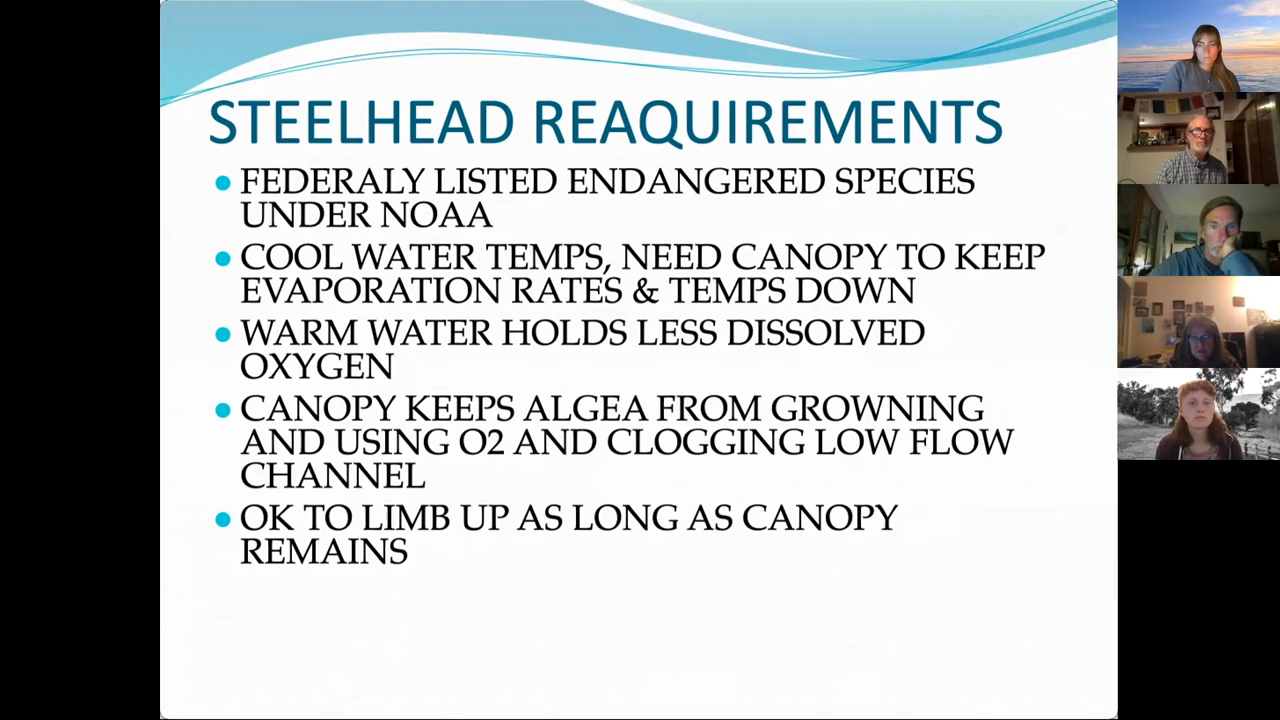 STEELHEAD REAQUIREMENTS
FEDERALY LISTED ENDANGERED SPECIES
UNDER NOAA
COOL WATER TEMPS, NEED CANOPY TO KEEP
EVAPORATION RATES & TEMPS DOWN
WARM WATER HOLDS LESS DISSOLVED
OXYGEN
CANOPY KEEPS ALGEA FROM GROWNING
AND USING O2 AND CLOGGING LOW FLOW
CHANNEL
OK TO LIMB UP AS LONG AS CANOPY
REMAINS